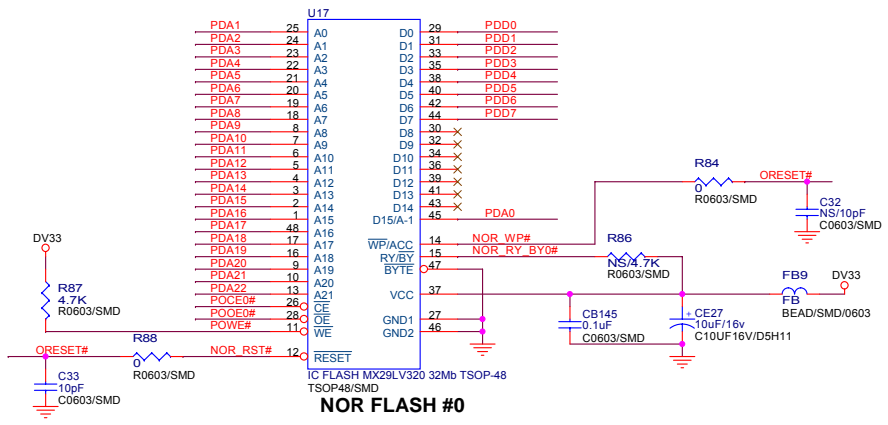 U17
PDA1 25 A0 D0 29 PDD0
PDA2 24 A1 D1 31 PDD1
PDA3 23 A2 D2 33 PDD2
PDA4 22 A3 D3 35 PDD3
PDA5 21 A4 D4 38 PDD4
PDA6 20 A5 D5 40 PDD5
PDA7 19 A6 D6 42 PDD6
PDA8 18 A7 D7 44 PDD7
PDA9 8 A8 D8 30
PDA10 7 A9 D9 32
PDA11 6 A10 D10 34
PDA12 5 A11 D11 36
PDA13 4 A12 D12 39
PDA14 3 A13 D13 41
PDA15 2 A14 D14 43
PDA16 1 A15 D15/A-1 45 PDA0
PDA17 48 A16
PDA18 17 A17 WP/ACC 14 NOR_WP#
PDA19 16 A18 RY/BY 15 NOR_RY_BY0#
PDA20 9 A19 BYTE 47
PDA21 10 A20
PDA22 13 A21 VCC 37
POCE0# 26 CE
POOE0# 28 OE GND1 27
POWE# 11 WE GND2 46
NOR_RST# 12 RESET
IC FLASH MX29LV320 32Mb TSOP-48
TSOP48/SMD
NOR FLASH #0
DV33
R87
4.7K
R0603/SMD
R88
ORESET#
0
R0603/SMD
C33
10pF
C0603/SMD
R84
ORESET#
0
R0603/SMD
C32
NS/10pF
C0603/SMD
R86
NS/4.7K
R0603/SMD
FB9
DV33
FB
BEAD/SMD/0603
CB145
0.1uF
C0603/SMD
CE27
+
10uF/16v
C10UF16V/D5H11